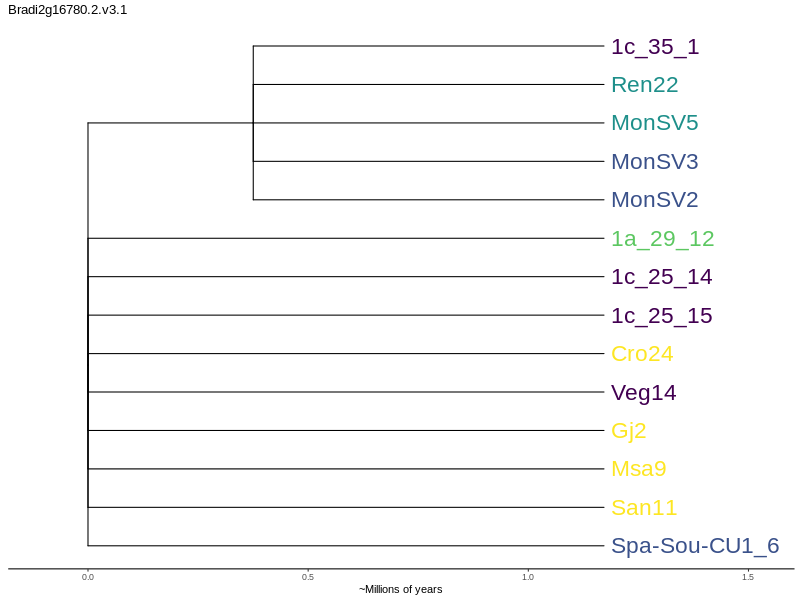 Bradi2g16780.2.v3.1
1c_35_1
Ren22
MonSV5
MonSV3
MonSV2
1a_29_12
1c_25_14
1c_25_15
Cro24
Veg14
Gj2
Msa9
San11
Spa-Sou-CU1_6
0.0 0.5 1.0 1.5
~Millions of years